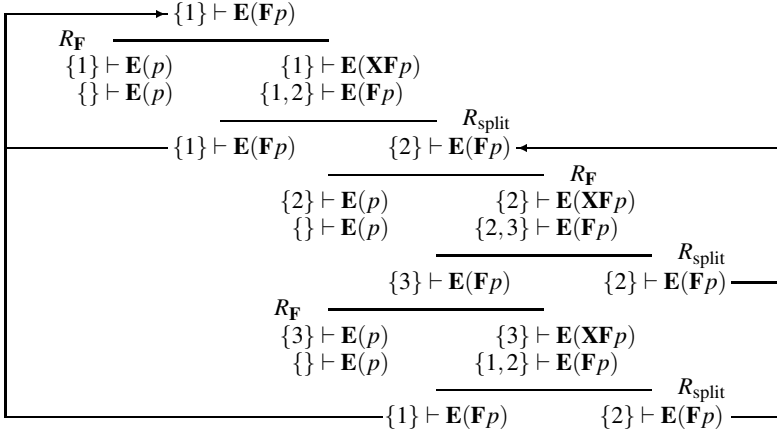 {1} ⊢ E(Fp)
R_F
{1} ⊢ E(p) {1} ⊢ E(XFp)
{} ⊢ E(p) {1,2} ⊢ E(Fp)
R_split
{1} ⊢ E(Fp) {2} ⊢ E(Fp)
R_F
{2} ⊢ E(p) {2} ⊢ E(XFp)
{} ⊢ E(p) {2,3} ⊢ E(Fp)
R_split
{3} ⊢ E(Fp) {2} ⊢ E(Fp)
R_F
{3} ⊢ E(p) {3} ⊢ E(XFp)
{} ⊢ E(p) {1,2} ⊢ E(Fp)
R_split
{1} ⊢ E(Fp) {2} ⊢ E(Fp)